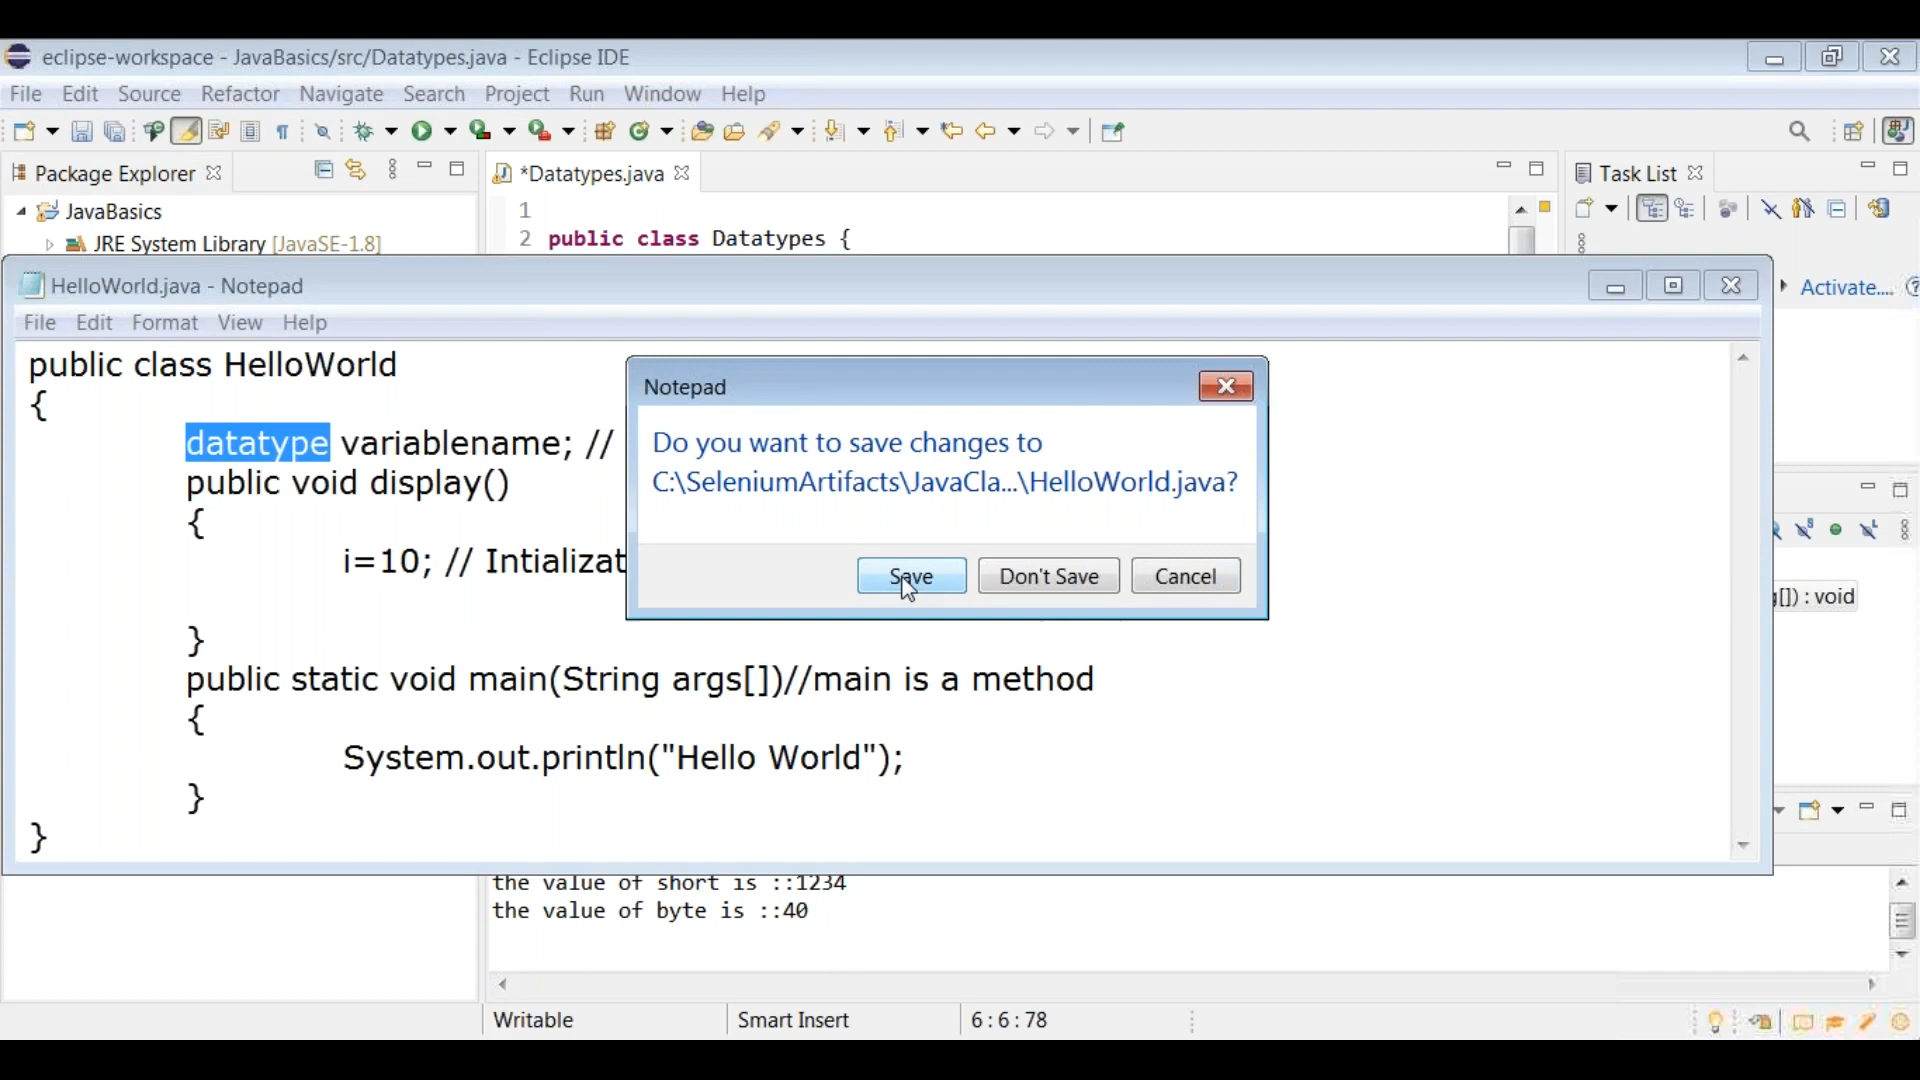 eclipse-workspace - JavaBasics/src/Datatypes.java - Eclipse IDE
File Edit Source Refactor Navigate Search Project Run Window Help
Package Explorer
*Datatypes.java
Task List
JavaBasics
JRE System Library [JavaSE-1.8]
1
2 public class Datatypes {
HelloWorld.java - Notepad
Activate...
File Edit Format View Help
public class HelloWorld
{
datatype variablename; //
public void display()
{
i=10; // Intializat
}
public static void main(String args[])//main is a method
{
System.out.println("Hello World");
}
}
Notepad
Do you want to save changes to
C:\SeleniumArtifacts\JavaCla...\HelloWorld.java?
Save Don't Save Cancel
[]) : void
the value of short is ::1234
the value of byte is ::40
Writable Smart Insert 6 : 6 : 78